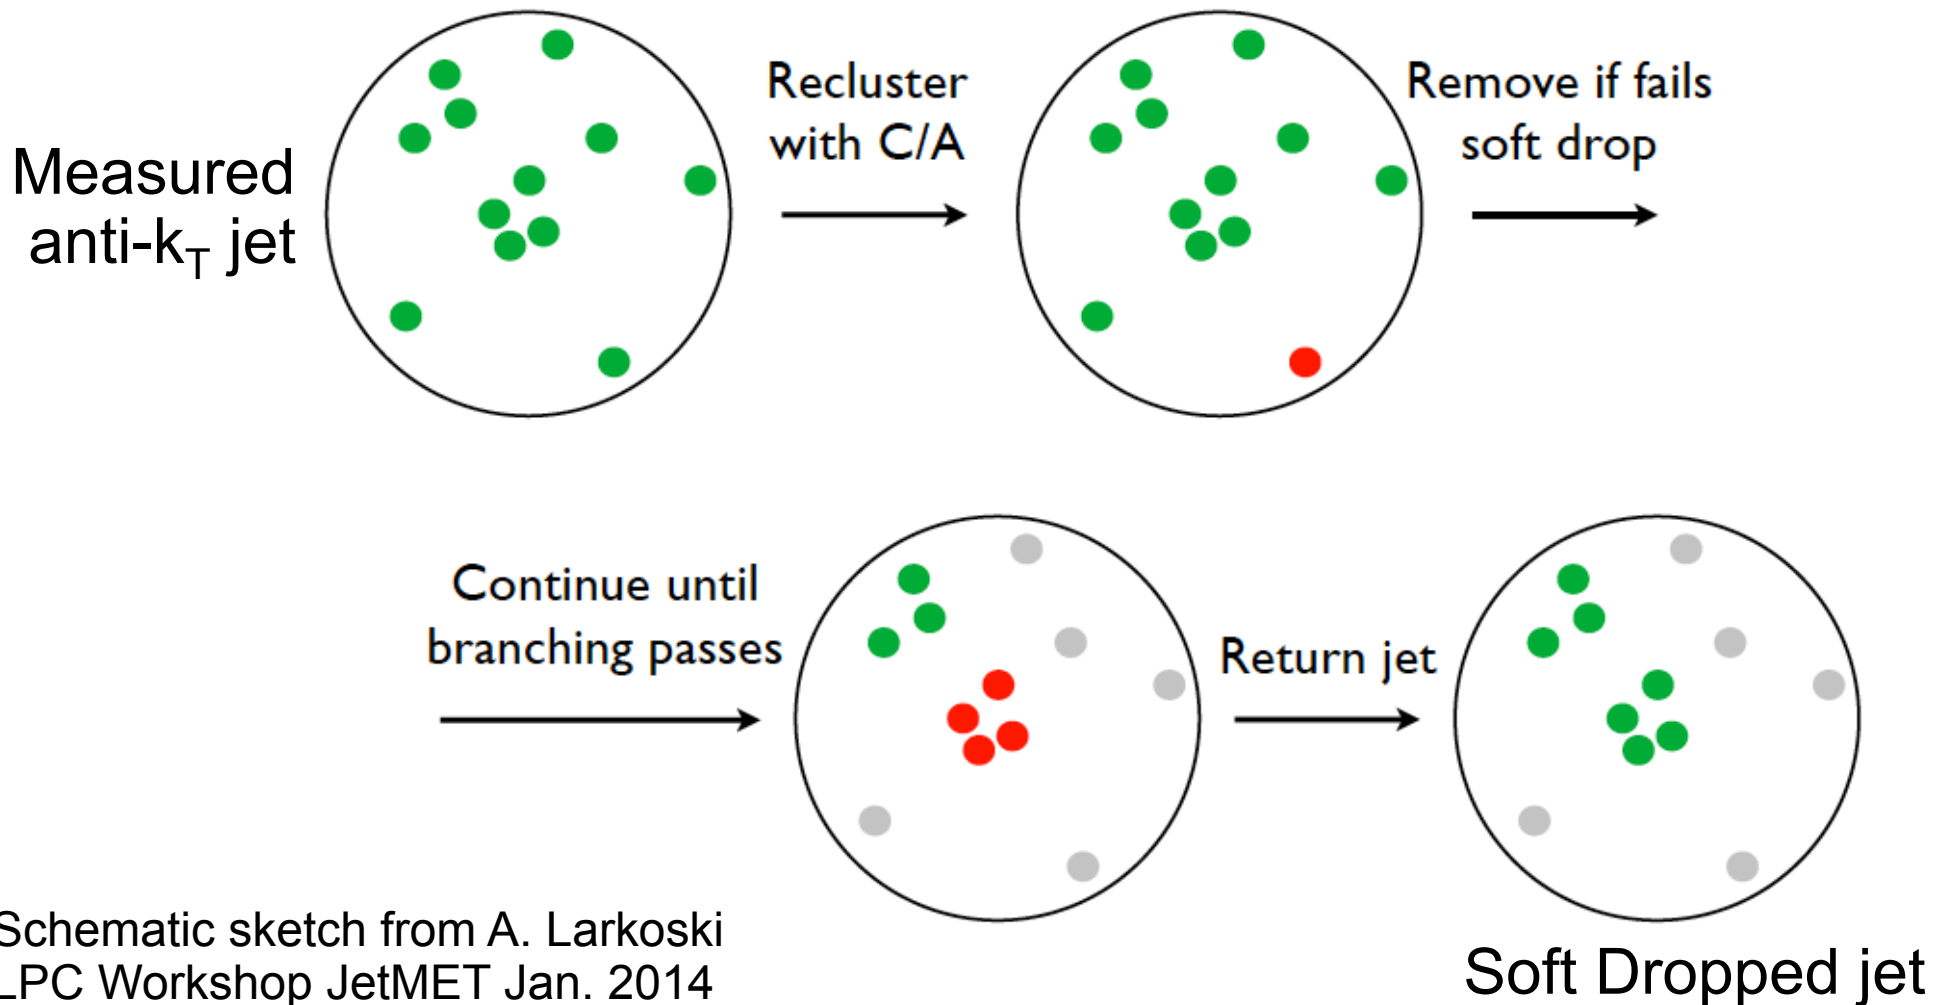 Measured
anti-kT jet
Recluster
with C/A
Remove if fails
soft drop
Continue until
branching passes
Return jet
Schematic sketch from A. Larkoski
LPC Workshop JetMET Jan. 2014
Soft Dropped jet